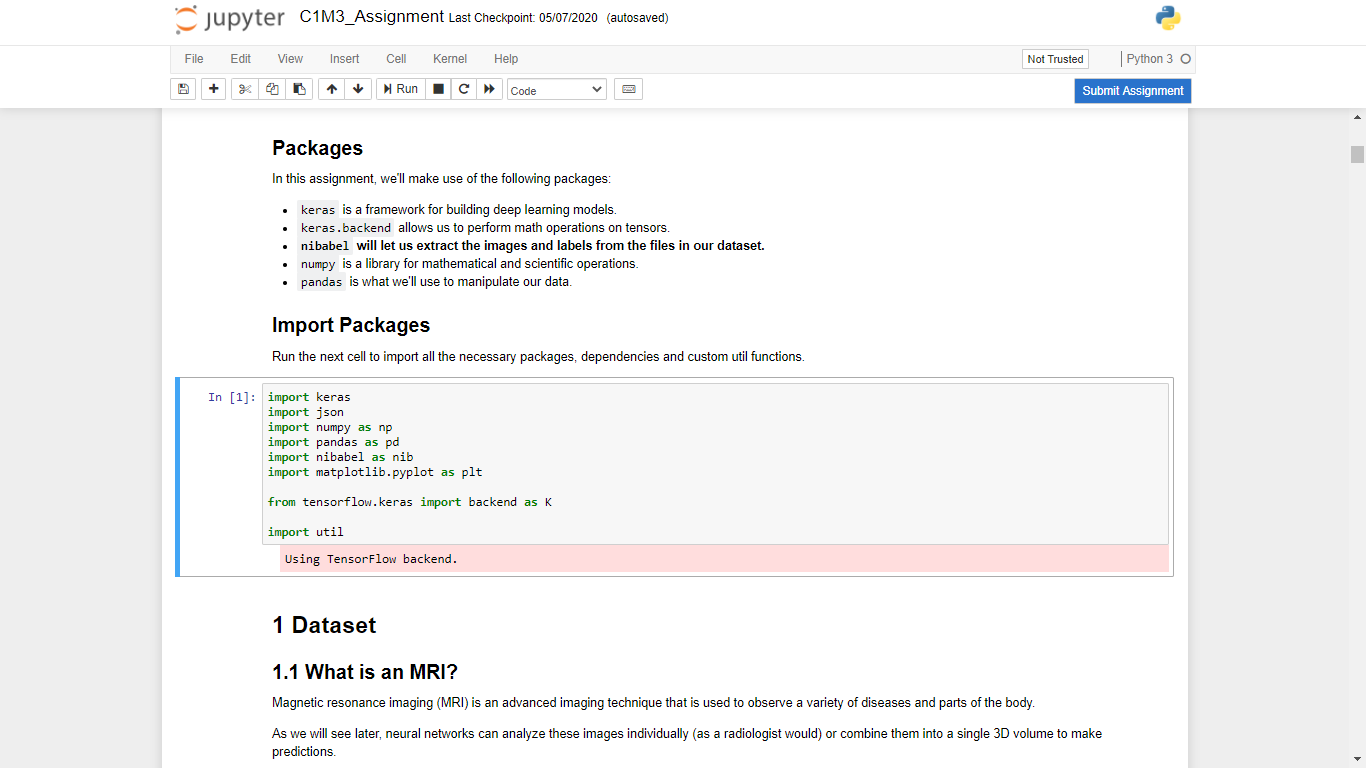 jupyter C1M3_Assignment Last Checkpoint: 05/07/2020 (autosaved)
File Edit View Insert Cell Kernel Help Not Trusted Python 3
Run Code Submit Assignment
Packages
In this assignment, we'll make use of the following packages:
keras is a framework for building deep learning models.
keras.backend allows us to perform math operations on tensors.
nibabel will let us extract the images and labels from the files in our dataset.
numpy is a library for mathematical and scientific operations.
pandas is what we'll use to manipulate our data.
Import Packages
Run the next cell to import all the necessary packages, dependencies and custom util functions.
In [1]: import keras
import json
import numpy as np
import pandas as pd
import nibabel as nib
import matplotlib.pyplot as plt
from tensorflow.keras import backend as K
import util
Using TensorFlow backend.
1 Dataset
1.1 What is an MRI?
Magnetic resonance imaging (MRI) is an advanced imaging technique that is used to observe a variety of diseases and parts of the body.
As we will see later, neural networks can analyze these images individually (as a radiologist would) or combine them into a single 3D volume to make
predictions.